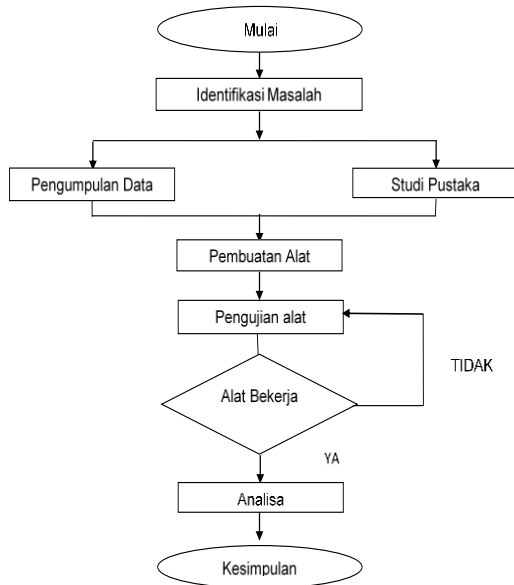 Mulai
Identifikasi Masalah
Pengumpulan Data
Studi Pustaka
Pembuatan Alat
Pengujian alat
Alat Bekerja
TIDAK
YA
Analisa
Kesimpulan